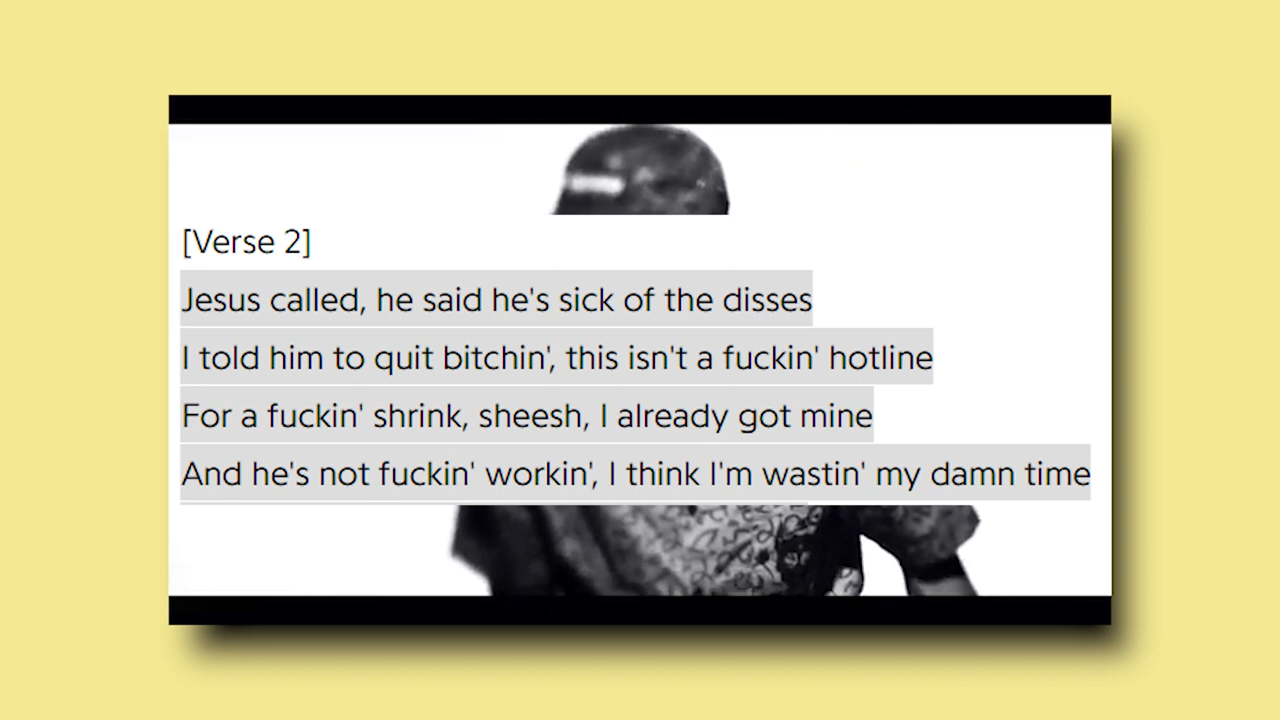 [Verse 2]
Jesus called, he said he's sick of the disses
I told him to quit bitchin', this isn't a fuckin' hotline
For a fuckin' shrink, sheesh, I already got mine
And he's not fuckin' workin', I think I'm wastin' my damn time